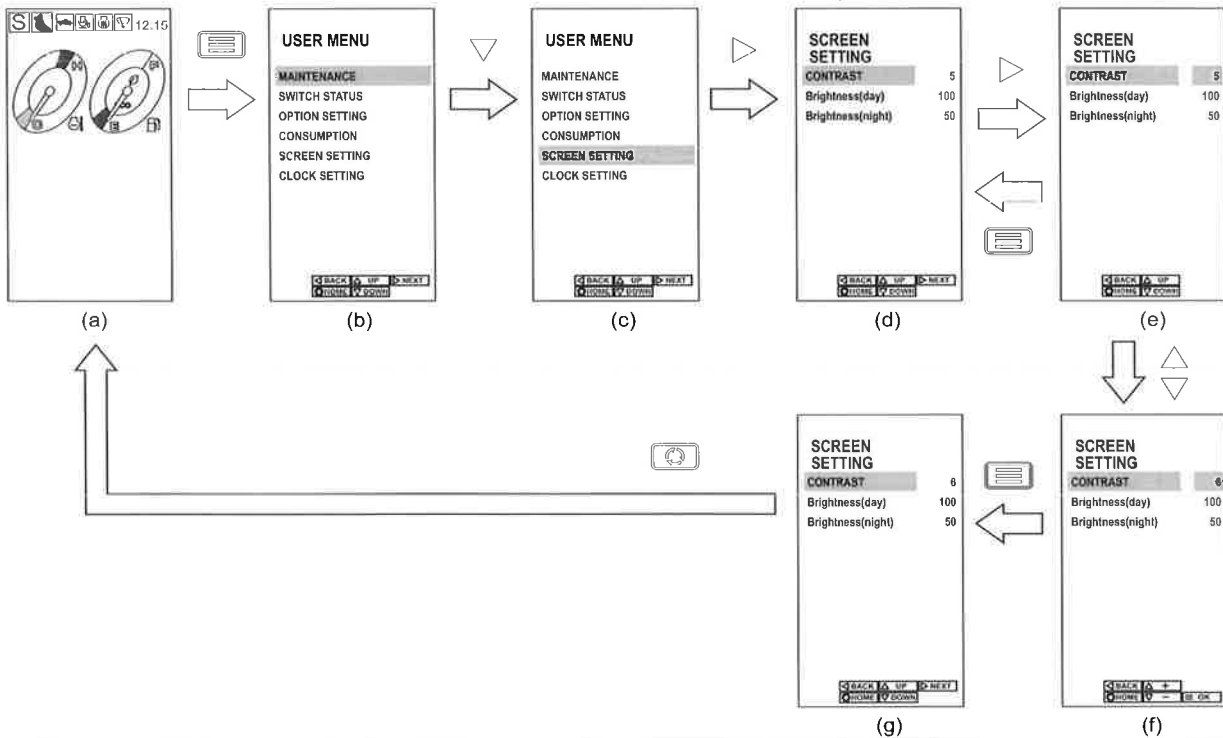 S 12.15
(a)
USER MENU
MAINTENANCE
SWITCH STATUS
OPTION SETTING
CONSUMPTION
SCREEN SETTING
CLOCK SETTING
BACK UP NEXT
HOME DOWN
(b)
USER MENU
MAINTENANCE
SWITCH STATUS
OPTION SETTING
CONSUMPTION
SCREEN SETTING
CLOCK SETTING
BACK UP NEXT
HOME DOWN
(c)
SCREEN
SETTING
CONTRAST 5
Brightness(day) 100
Brightness(night) 50
BACK UP NEXT
HOME DOWN
(d)
SCREEN
SETTING
CONTRAST 5
Brightness(day) 100
Brightness(night) 50
BACK UP
HOME DOWN
(e)
SCREEN
SETTING
CONTRAST 6
Brightness(day) 100
Brightness(night) 50
BACK UP NEXT
HOME DOWN
(g)
SCREEN
SETTING
CONTRAST 6
Brightness(day) 100
Brightness(night) 50
BACK +
HOME − OK
(f)